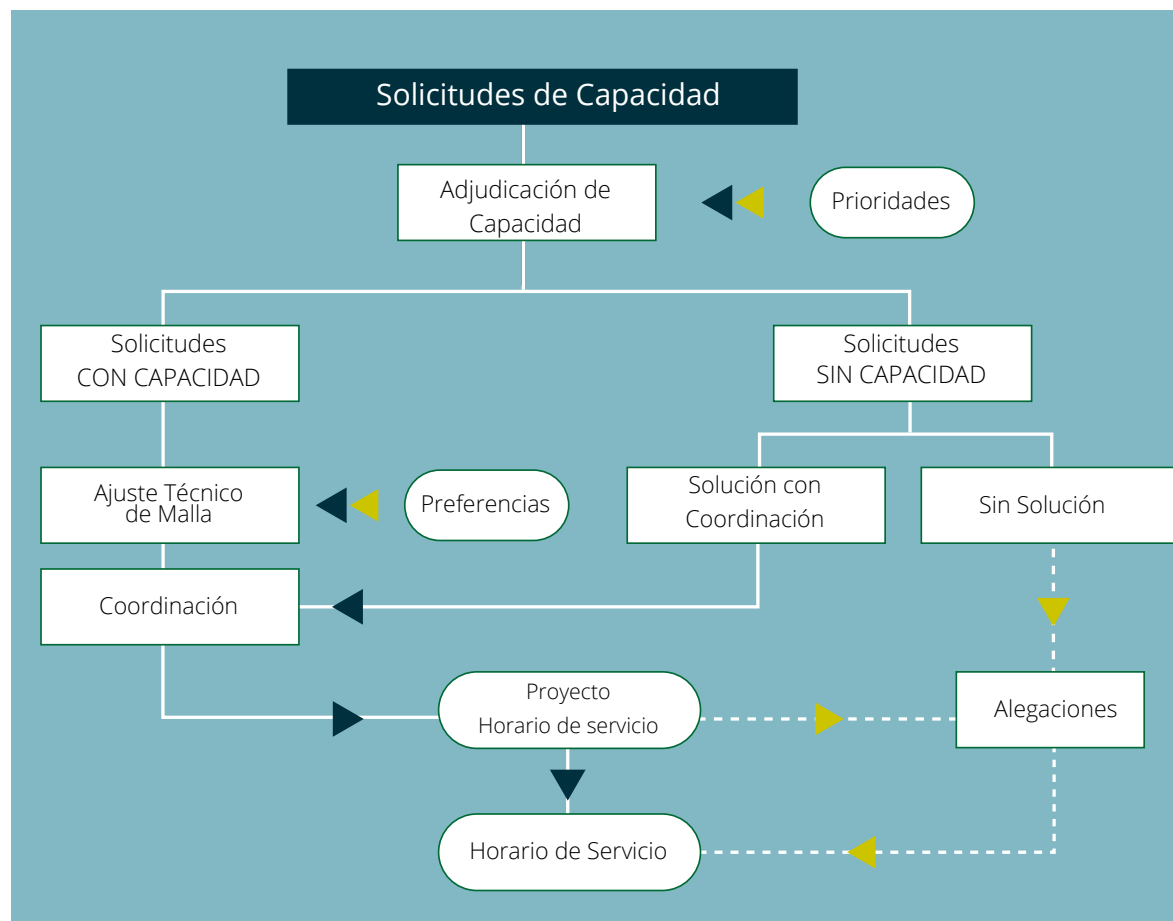 Solicitudes de Capacidad
Adjudicación de
Capacidad
Prioridades
Solicitudes
CON CAPACIDAD
Solicitudes
SIN CAPACIDAD
Ajuste Técnico
de Malla
Preferencias
Solución con
Coordinación
Sin Solución
Coordinación
Proyecto
Horario de servicio
Alegaciones
Horario de Servicio